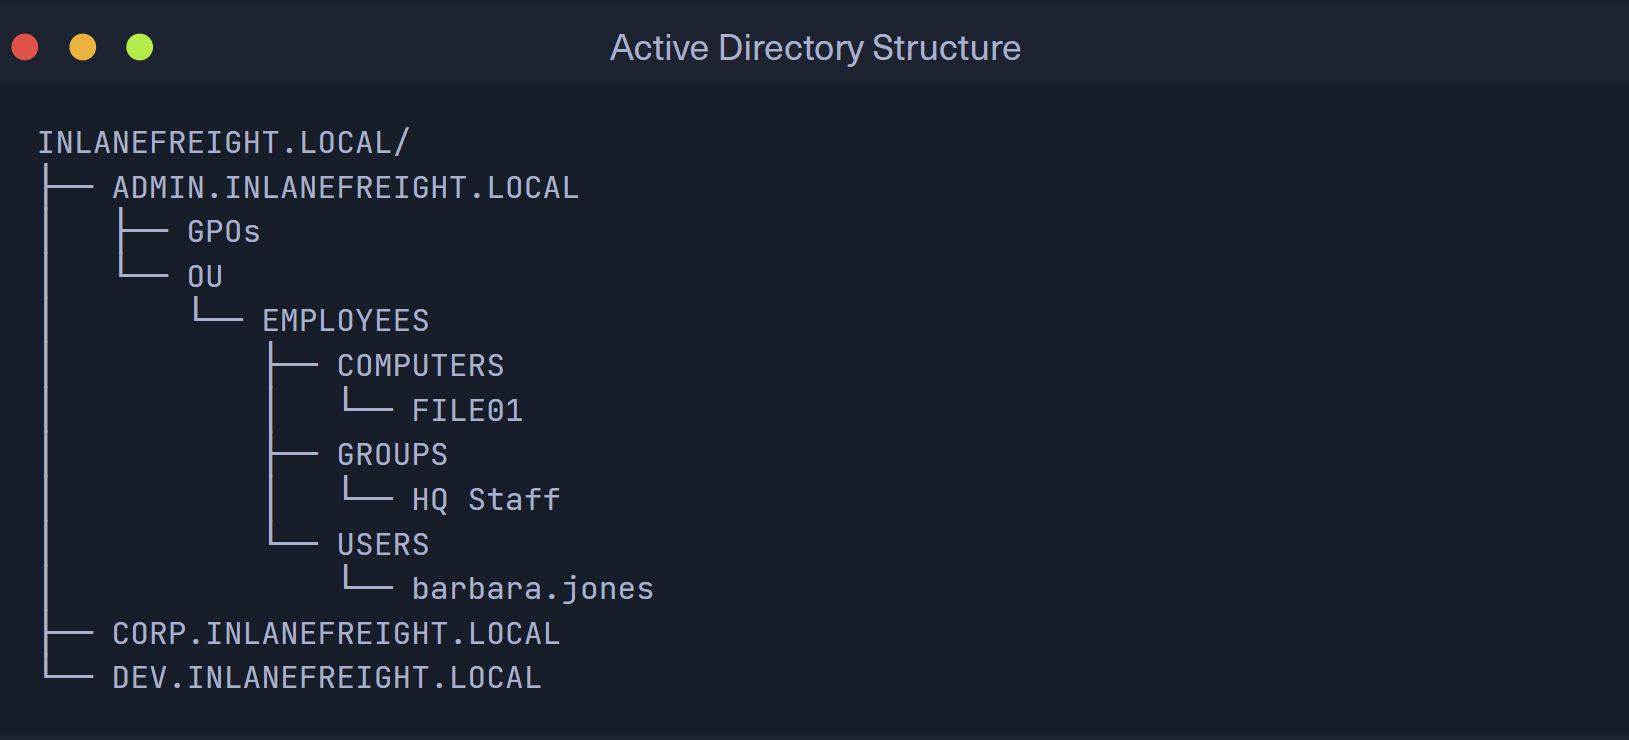 Active Directory Structure
INLANEFREIGHT.LOCAL/
├── ADMIN.INLANEFREIGHT.LOCAL
│   ├── GPOs
│   └── OU
│       └── EMPLOYEES
│           ├── COMPUTERS
│           │   └── FILE01
│           ├── GROUPS
│           │   └── HQ Staff
│           └── USERS
│               └── barbara.jones
├── CORP.INLANEFREIGHT.LOCAL
└── DEV.INLANEFREIGHT.LOCAL